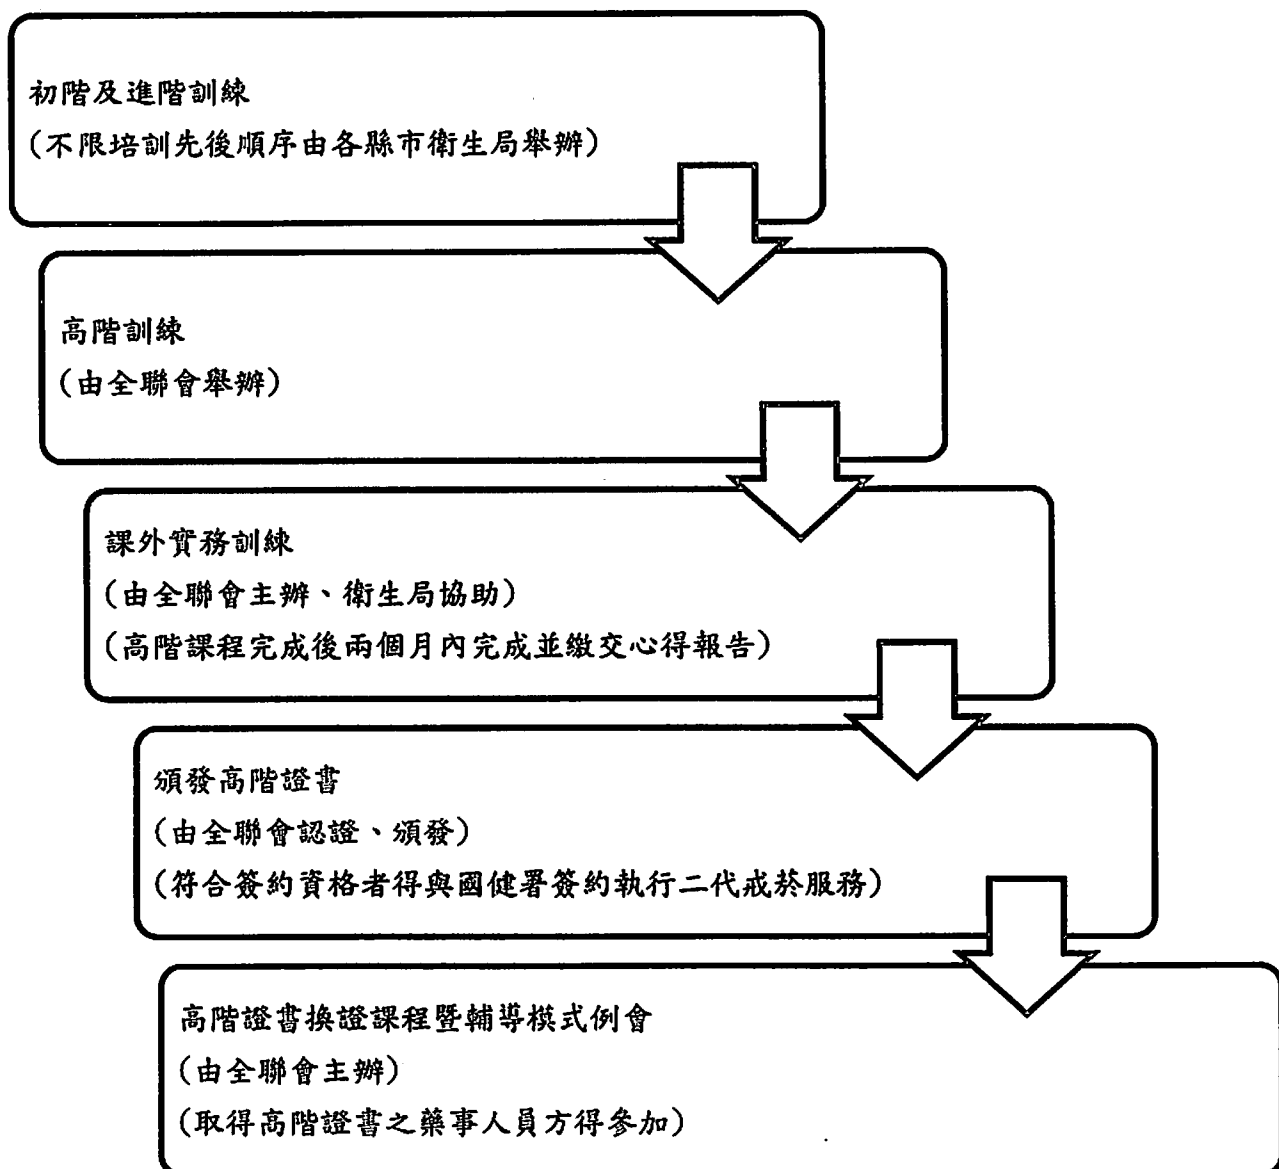 初階及進階訓練
(不限培訓先後順序由各縣市衛生局舉辦)
高階訓練
(由全聯會舉辦)
課外實務訓練
(由全聯會主辦、衛生局協助)
(高階課程完成後兩個月內完成並繳交心得報告)
頒發高階證書
(由全聯會認證、頒發)
(符合簽約資格者得與國健署簽約執行二代戒菸服務)
高階證書換證課程暨輔導模式例會
(由全聯會主辦)
(取得高階證書之藥事人員方得參加)